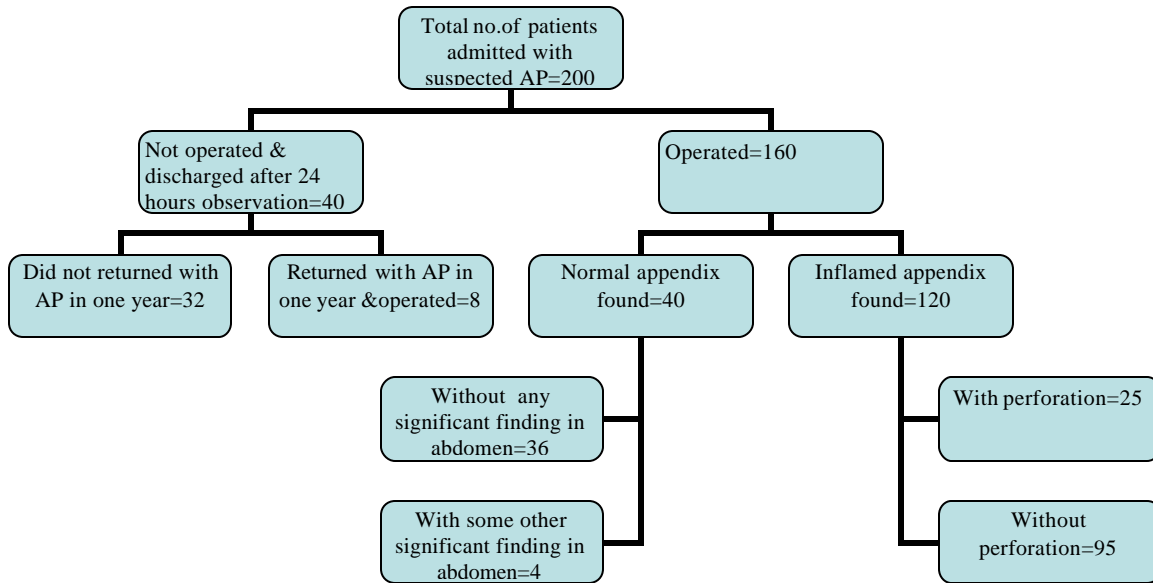 Total no.of patients
admitted with
suspected AP=200
Not operated &
discharged after 24
hours observation=40
Operated=160
Did not returned with
AP in one year=32
Returned with AP in
one year &operated=8
Normal appendix
found=40
Inflamed appendix
found=120
Without any
significant finding in
abdomen=36
With perforation=25
With some other
significant finding in
abdomen=4
Without
perforation=95